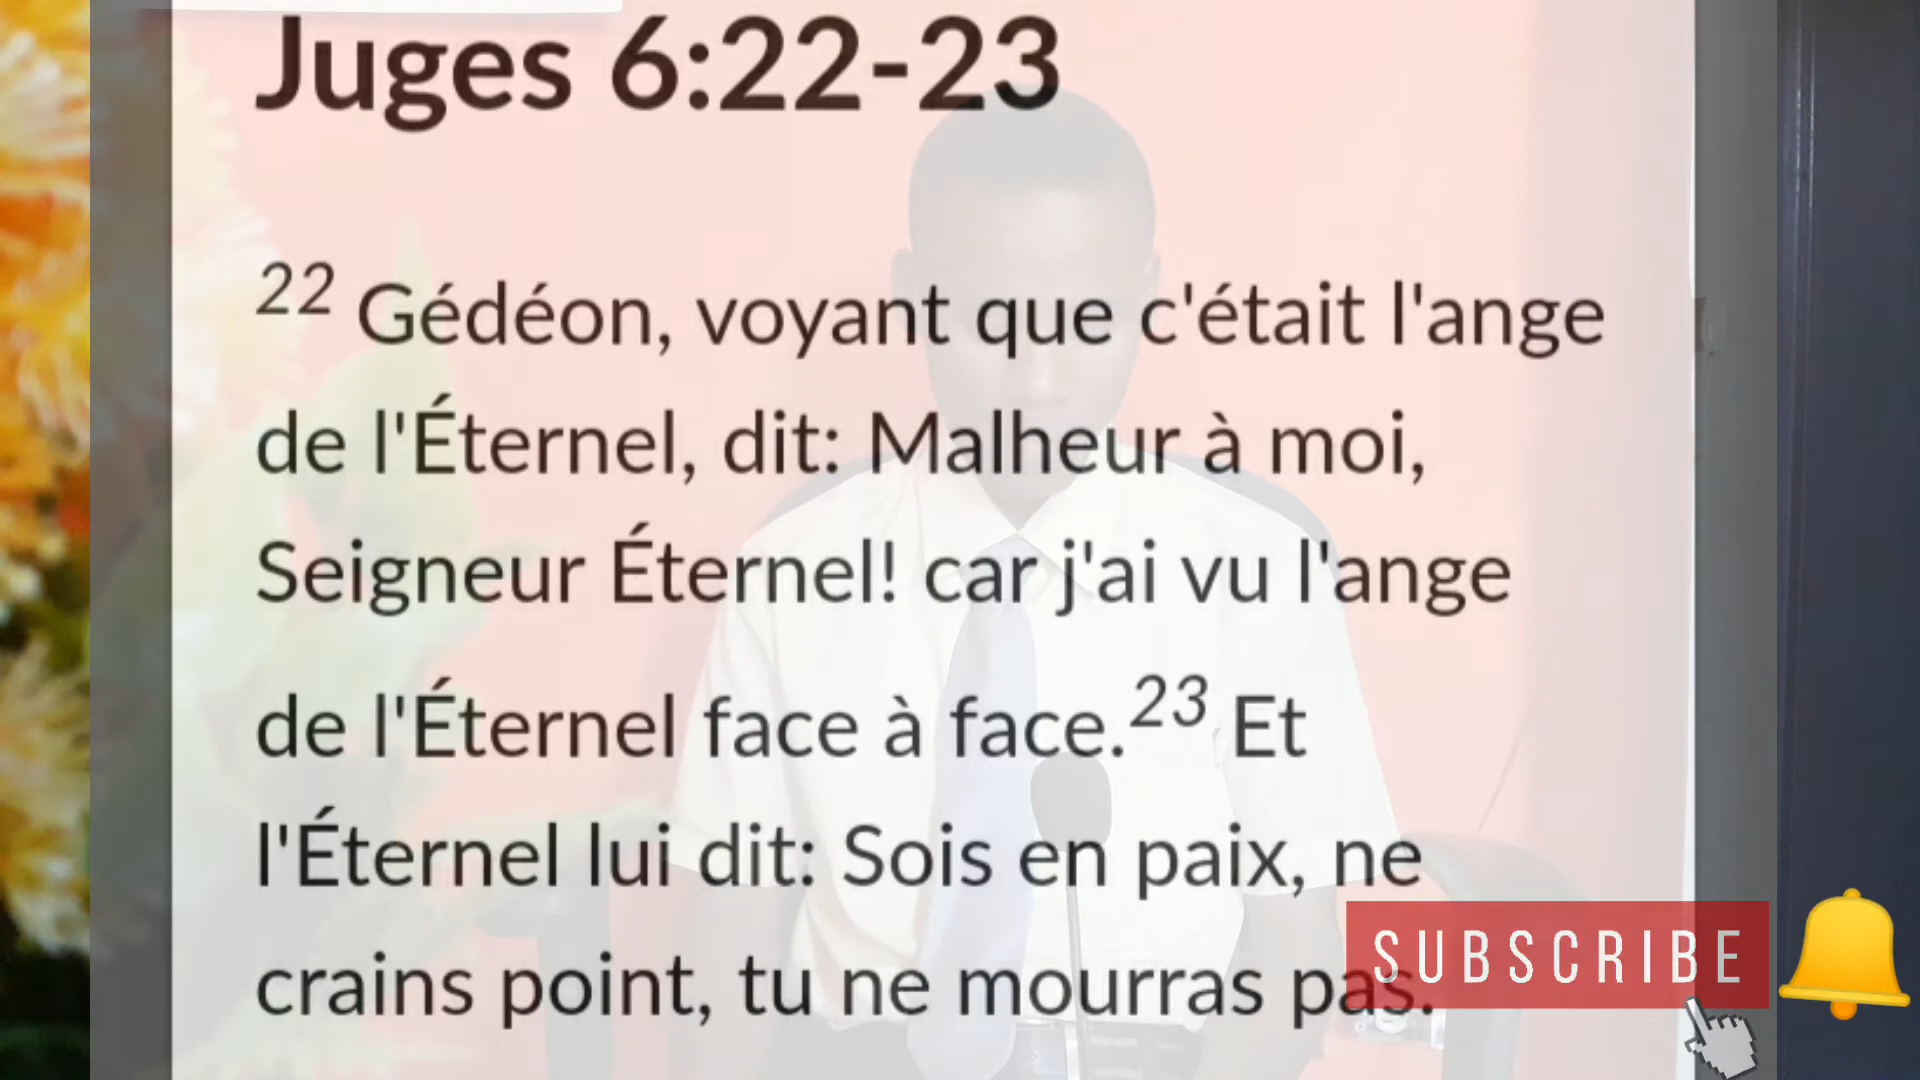 Juges 6:22-23
22 Gédéon, voyant que c'était l'ange
de l'Éternel, dit: Malheur à moi,
Seigneur Éternel! car j'ai vu l'ange
de l'Éternel face à face.23 Et
l'Éternel lui dit: Sois en paix, ne
crains point, tu ne mourras pas.
SUBSCRIBE